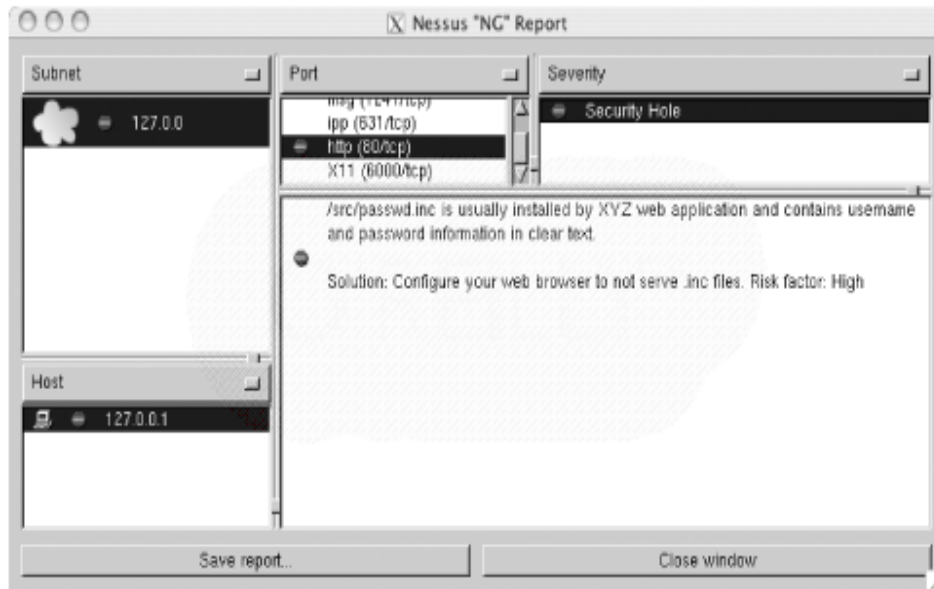 Nessus "NG" Report
Subnet
127.0.0
Port
ipp (631/tcp)
http (80/tcp)
X11 (6000/tcp)
Severity
Security Hole
/src/passwd.inc is usually installed by XYZ web application and contains username
and password information in clear text.
Solution: Configure your web browser to not serve .inc files. Risk factor: High
Host
127.0.0.1
Save report...
Close window